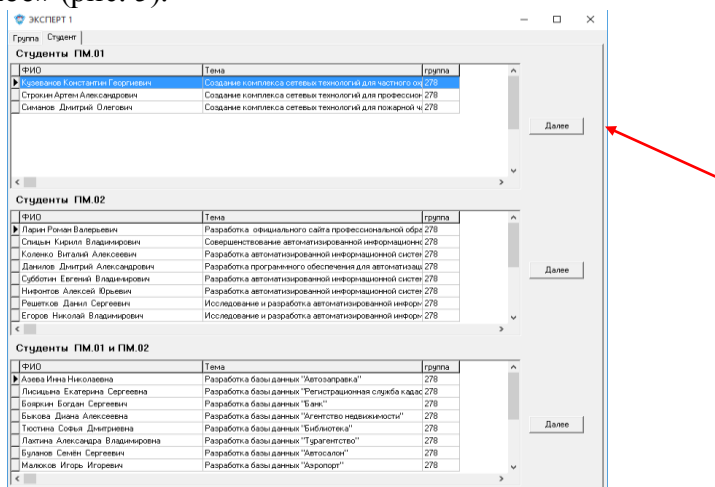 (рис. 5).
ЭКСПЕРТ 1
Группа Студент
Студенты ПМ.01
ФИО Тема группа
Кузеванов Константин Георгиевич Создание комплекса сетевых технологий для частного ох 278
Строкин Артем Александрович Создание комплекса сетевых технологий для профессион 278
Симанов Дмитрий Олегович Создание комплекса сетевых технологий для пожарной ч 278
Далее
Студенты ПМ.02
ФИО Тема группа
Ларин Роман Валерьевич Разработка официального сайта профессиональной обра 278
Спицын Кирилл Владимирович Совершенствование автоматизированной информационно 278
Коленко Виталий Алексеевич Разработка автоматизированной информационной систем 278
Данилов Дмитрий Александрович Разработка программного обеспечения для автоматизац 278
Субботин Евгений Владимирович Разработка автоматизированной информационной систем 278
Нифонтов Алексей Юрьевич Разработка автоматизированной информационной систем 278
Решетков Данил Сергеевич Исследование и разработка автоматизированной информ 278
Егоров Николай Владимирович Исследование и разработка автоматизированной информ 278
Далее
Студенты ПМ.01 и ПМ.02
ФИО Тема группа
Азева Инна Николаевна Разработка базы данных "Автозаправка" 278
Лисицына Екатерина Сергеевна Разработка базы данных "Регистрационная служба кадас 278
Бояркин Богдан Сергеевич Разработка базы данных "Банк" 278
Быкова Диана Алексеевна Разработка базы данных "Агентство недвижимости" 278
Тюстина Софья Дмитриевна Разработка базы данных "Библиотека" 278
Лахтина Александра Владимировна Разработка базы данных "Турагентство" 278
Буланов Семён Сергеевич Разработка базы данных "Автосалон" 278
Малюков Игорь Игоревич Разработка базы данных "Аэропорт" 278
Далее